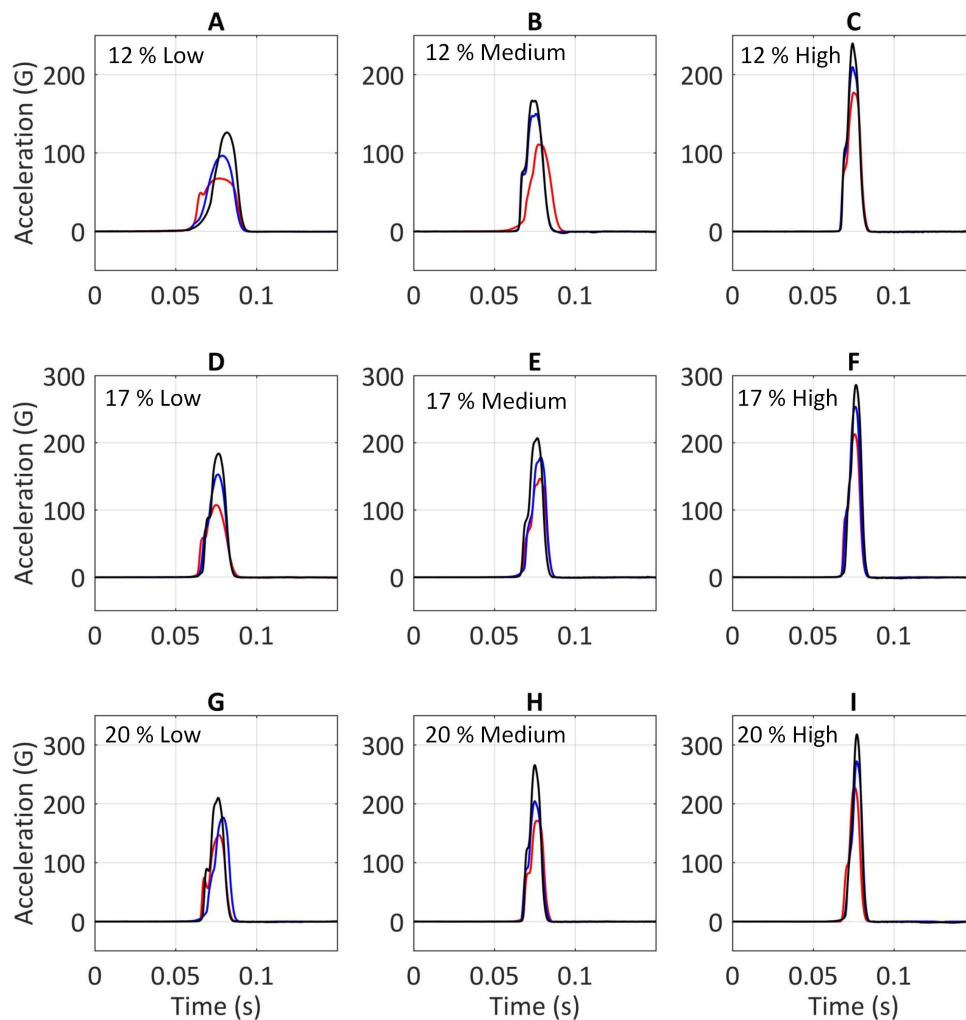 A
B
C
12 % Low
12 % Medium
12 % High
Acceleration (G)
200
100
0
200
100
0
200
100
0
0 0.05 0.1
0 0.05 0.1
0 0.05 0.1
D
E
F
17 % Low
17 % Medium
17 % High
Acceleration (G)
300
200
100
0
300
200
100
0
300
200
100
0
0 0.05 0.1
0 0.05 0.1
0 0.05 0.1
G
H
I
20 % Low
20 % Medium
20 % High
Acceleration (G)
300
200
100
0
300
200
100
0
300
200
100
0
0 0.05 0.1
0 0.05 0.1
0 0.05 0.1
Time (s)
Time (s)
Time (s)